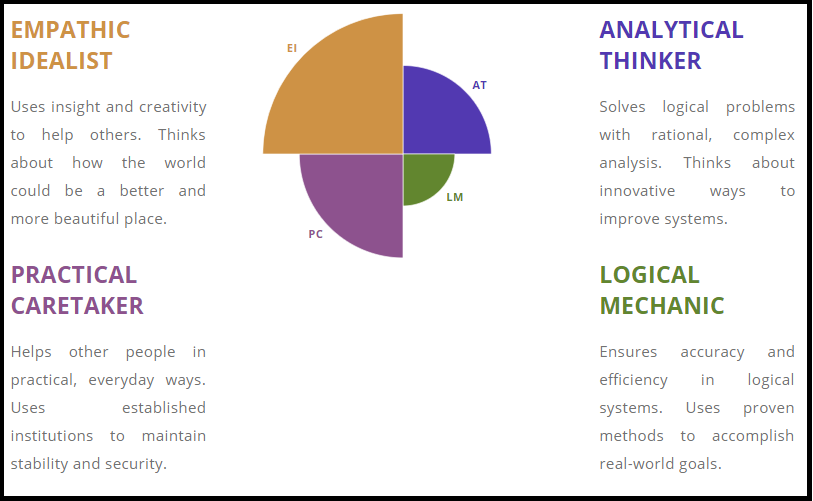 EMPATHIC
IDEALIST
Uses insight and creativity
to help others. Thinks
about how the world
could be a better and
more beautiful place.
EI
AT
LM
PC
ANALYTICAL
THINKER
Solves logical problems
with rational, complex
analysis. Thinks about
innovative ways to
improve systems.
PRACTICAL
CARETAKER
Helps other people in
practical, everyday ways.
Uses established
institutions to maintain
stability and security.
LOGICAL
MECHANIC
Ensures accuracy and
efficiency in logical
systems. Uses proven
methods to accomplish
real-world goals.